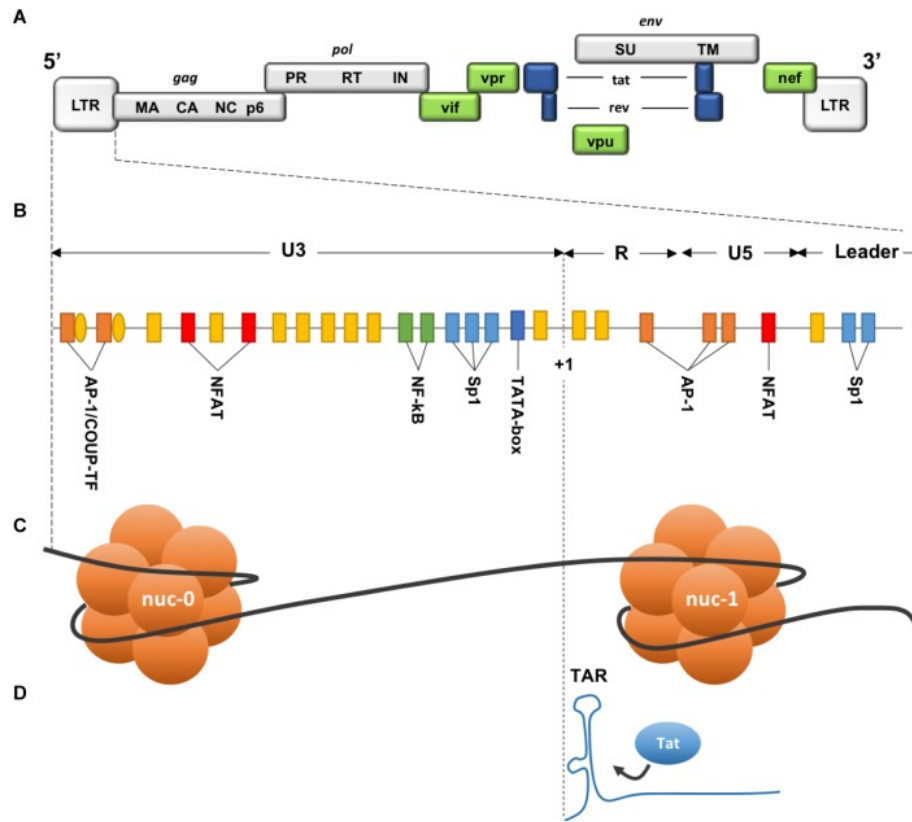 A
env
5’
pol
SU TM
3’
gag
PR RT IN
vpr
tat
nef
LTR
MA CA NC p6
vif
rev
LTR
vpu
B
U3
R
U5
Leader
+1
AP-1/COUP-TF
NFAT
NF-kB
Sp1
TATA-box
AP-1
NFAT
Sp1
C
nuc-0
nuc-1
D
TAR
Tat